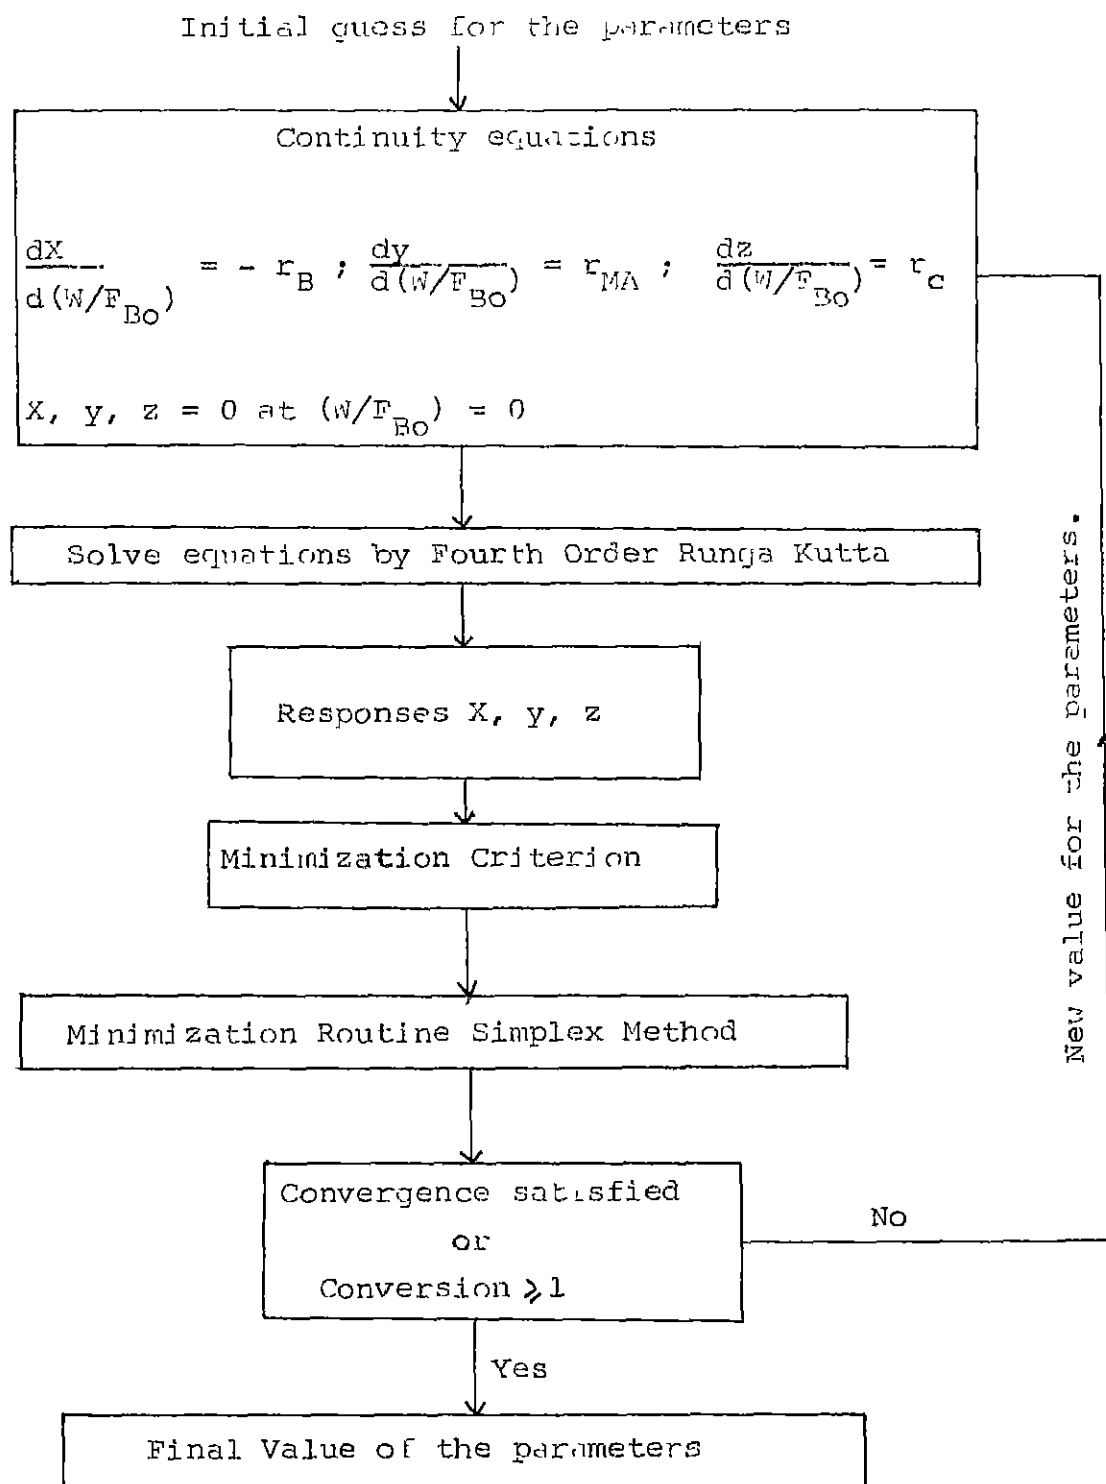 Initial guess for the parameters
Continuity equations
dX/d(W/F_Bo) = - r_B ; dy/d(W/F_Bo) = r_MA ; dz/d(W/F_Bo) = r_c
X, y, z = 0 at (W/F_Bo) = 0
Solve equations by Fourth Order Runga Kutta
Responses X, y, z
Minimization Criterion
Minimization Routine Simplex Method
Convergence satisfied
or
Conversion ⩾ 1
No
New value for the parameters.
Yes
Final Value of the parameters